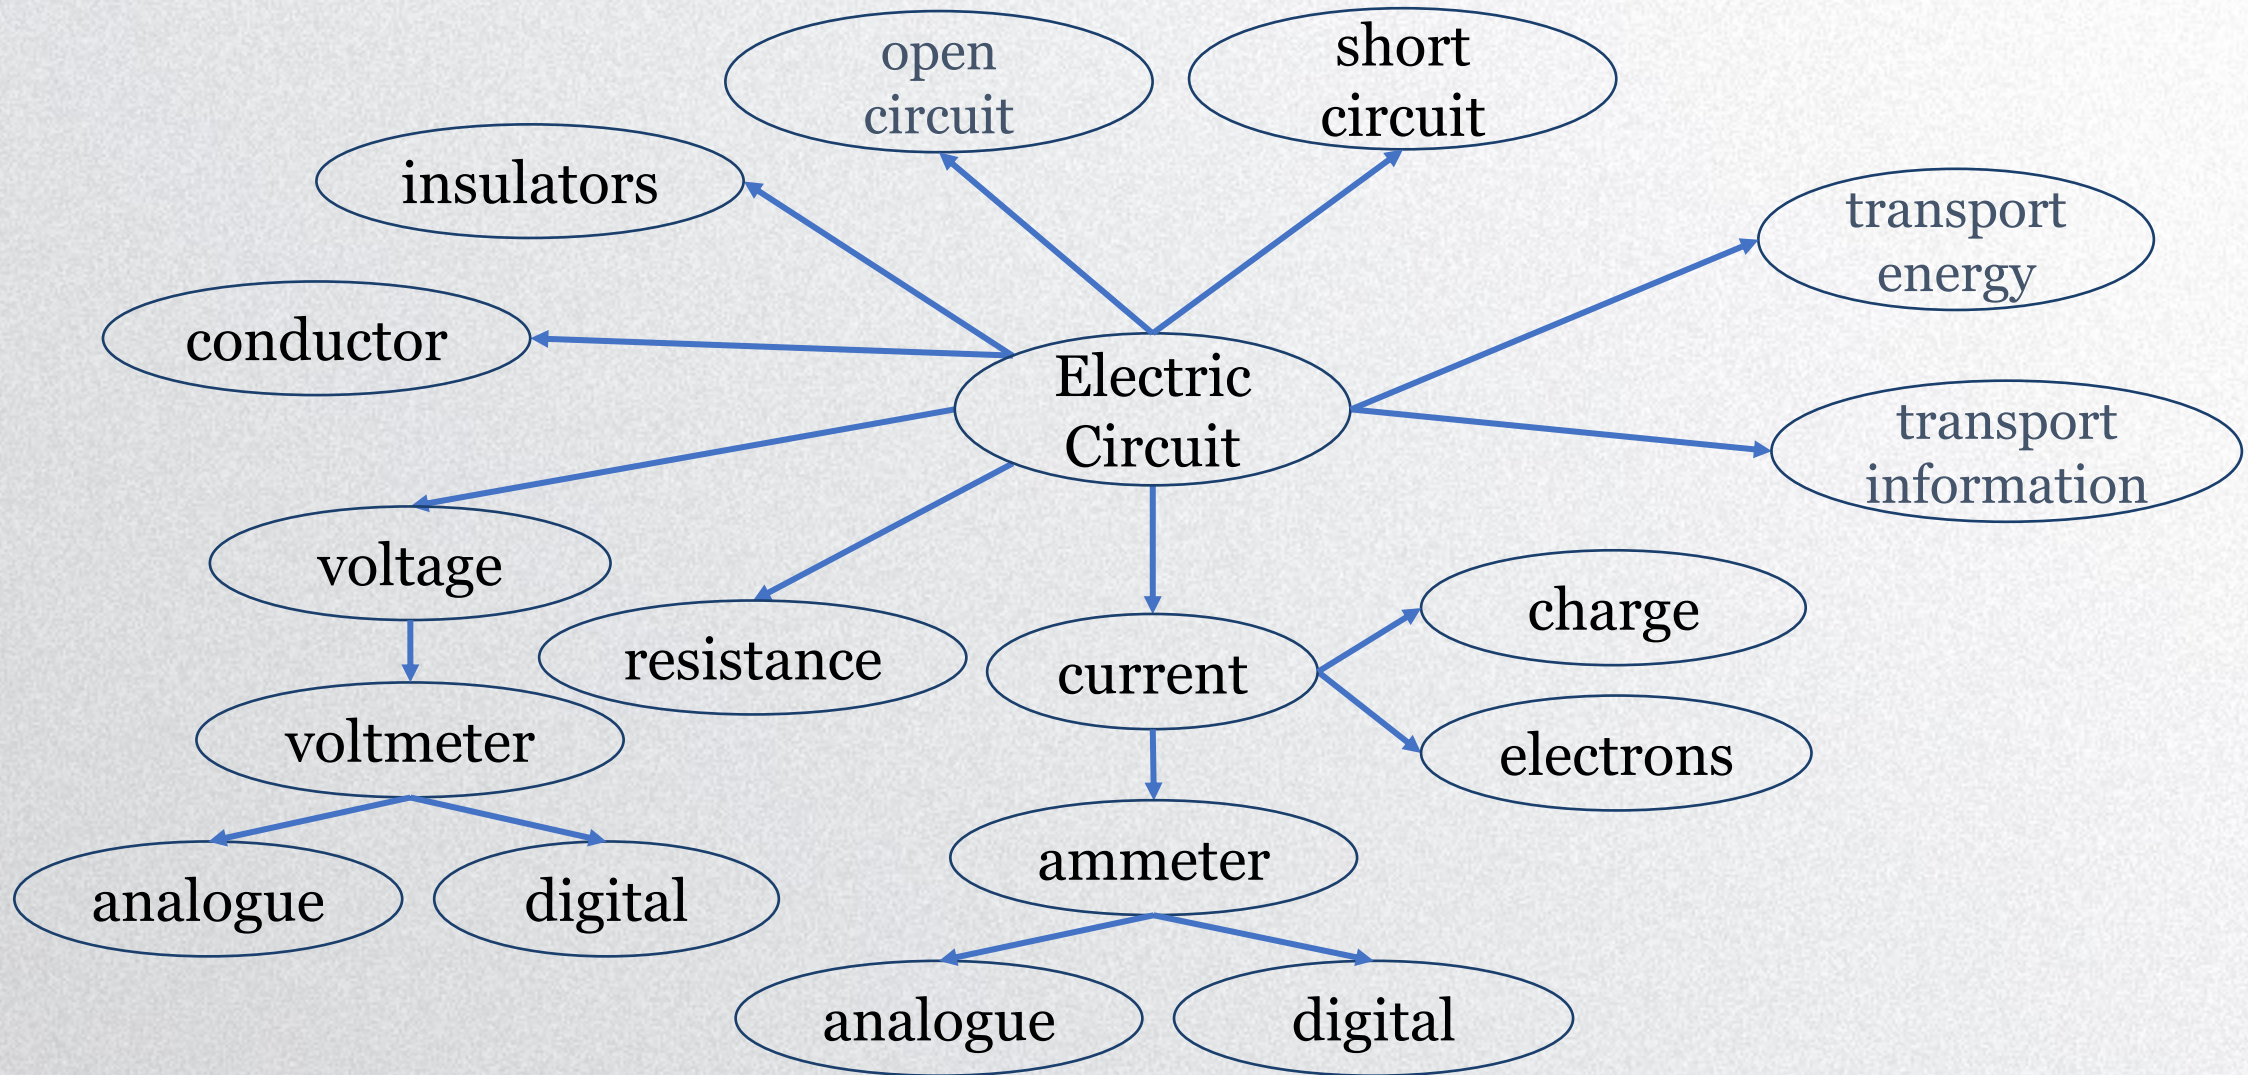 open
circuit
short
circuit
insulators
transport
energy
conductor
Electric
Circuit
transport
information
voltage
charge
resistance
current
voltmeter
electrons
ammeter
analogue
digital
analogue
digital